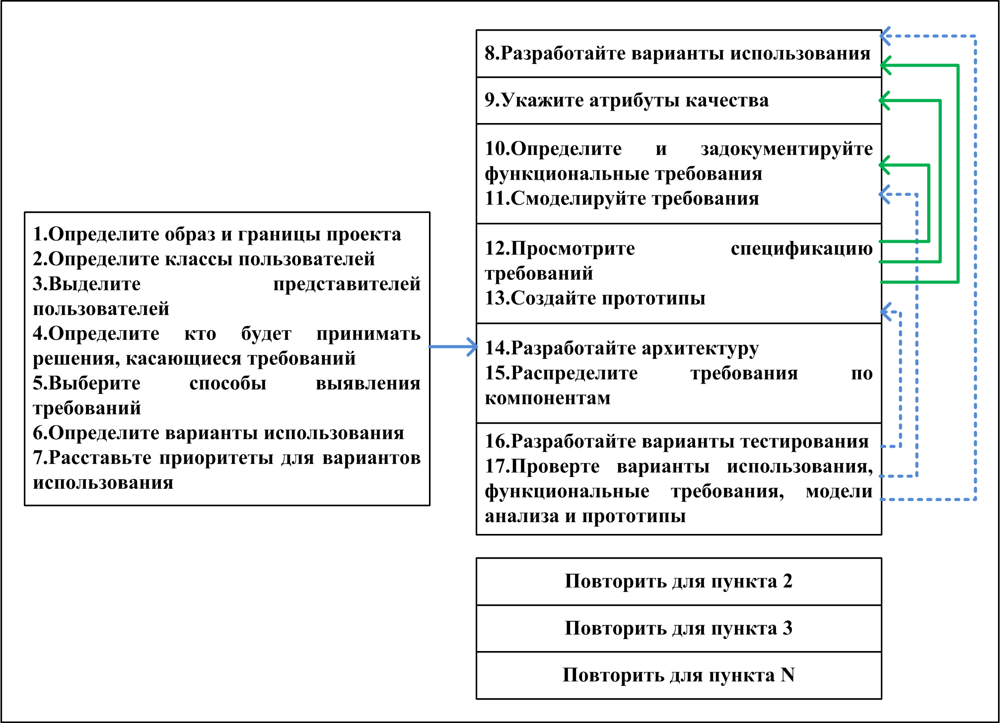 1.Определите образ и границы проекта
2.Определите классы пользователей
3.Выделите представителей
пользователей
4.Определите кто будет принимать
решения, касающиеся требований
5.Выберите способы выявления
требований
6.Определите варианты использования
7.Расставьте приоритеты для вариантов
использования
8.Разработайте варианты использования
9.Укажите атрибуты качества
10.Определите и задокументируйте
функциональные требования
11.Смоделируйте требования
12.Просмотрите спецификацию
требований
13.Создайте прототипы
14.Разработайте архитектуру
15.Распределите требования по
компонентам
16.Разработайте варианты тестирования
17.Проверте варианты использования,
функциональные требования, модели
анализа и прототипы
Повторить для пункта 2
Повторить для пункта 3
Повторить для пункта N